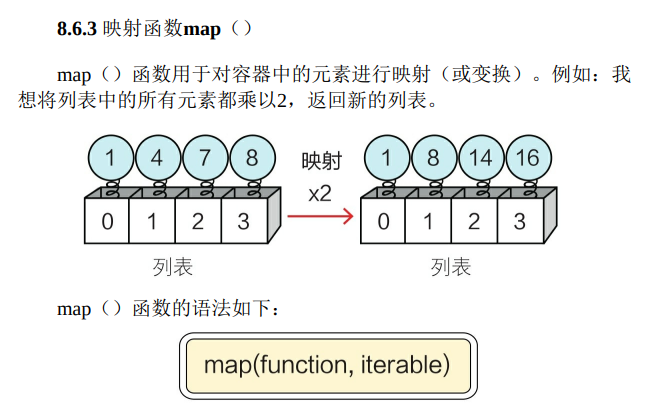 8.6.3 映射函数map（）
map（）函数用于对容器中的元素进行映射（或变换）。例如：我
想将列表中的所有元素都乘以2，返回新的列表。
1 4 7 8 映射 1 8 14 16
x2
0 1 2 3 0 1 2 3
列表 列表
map（）函数的语法如下：
map(function, iterable)